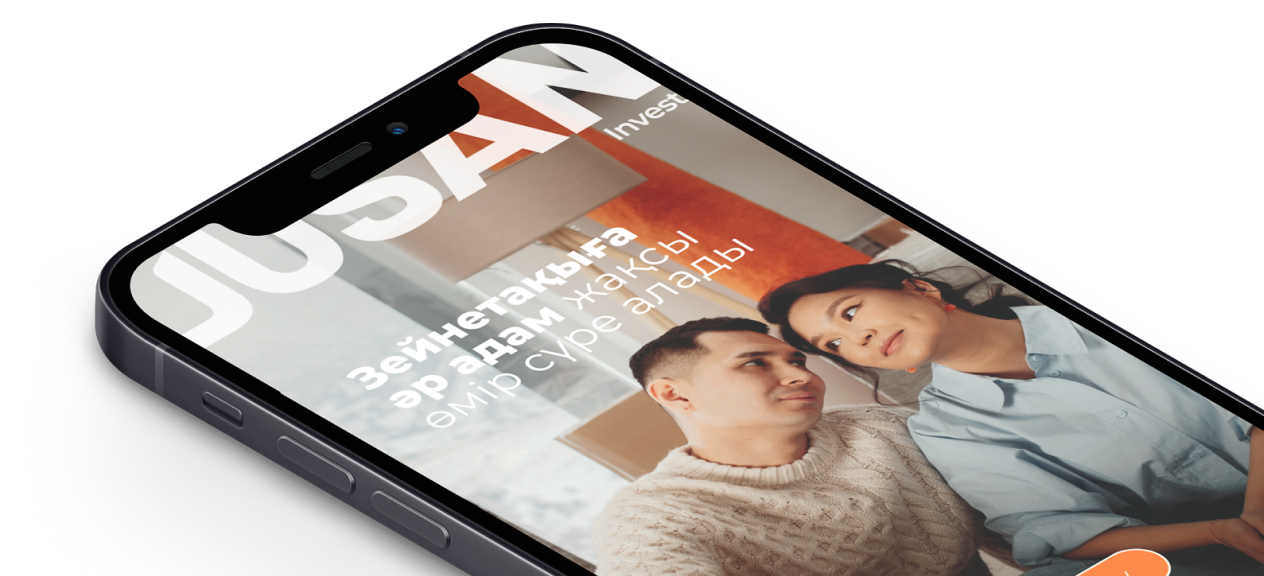 JUSAN
Invest
Зейнетақыға
әр адам жақсы
өмір сүре алады